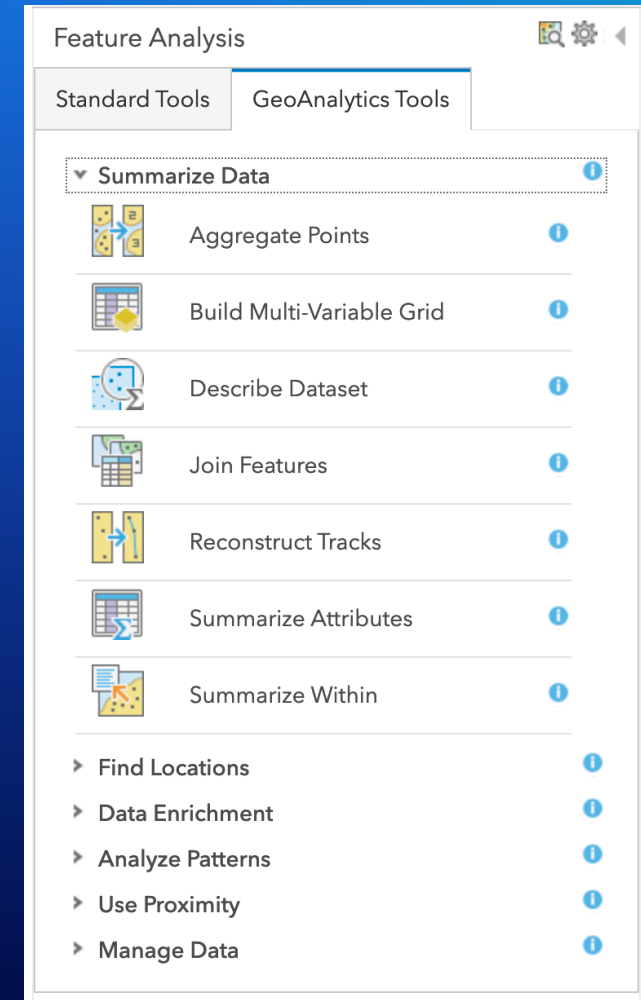 Feature Analysis
Standard Tools
GeoAnalytics Tools
Summarize Data
Aggregate Points
Build Multi-Variable Grid
Describe Dataset
Join Features
Reconstruct Tracks
Summarize Attributes
Summarize Within
Find Locations
Data Enrichment
Analyze Patterns
Use Proximity
Manage Data